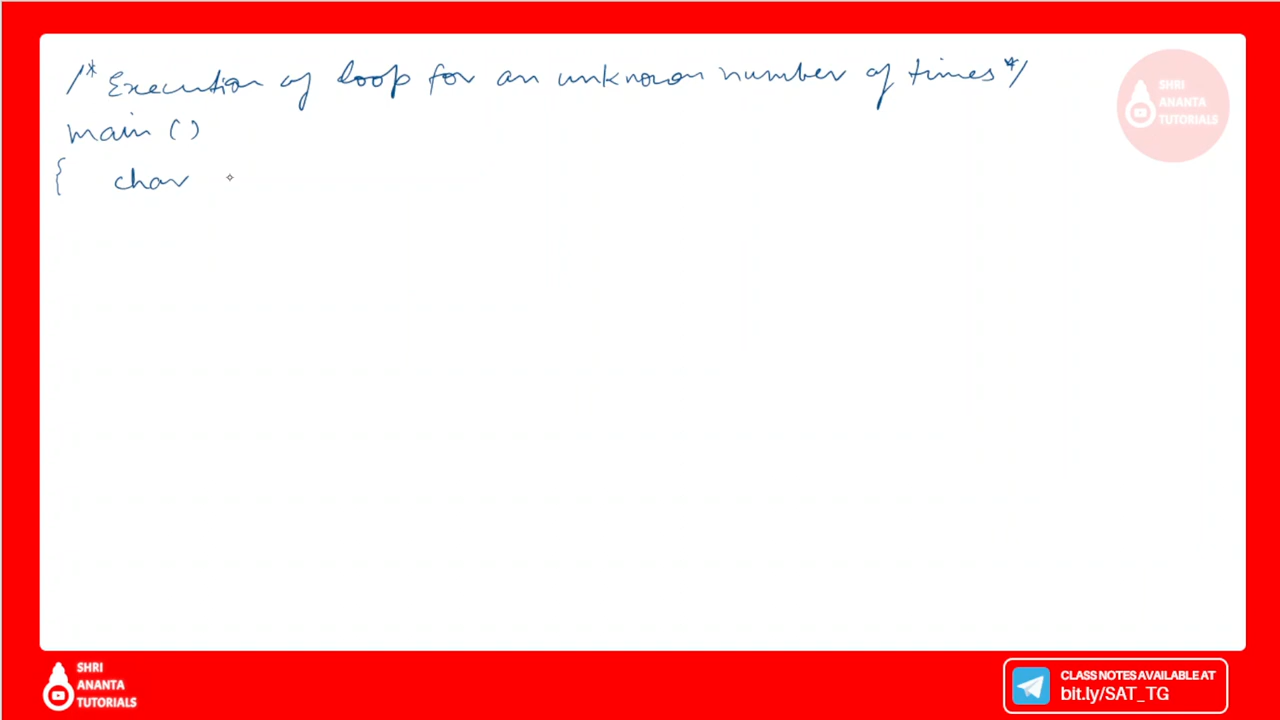 /* Execution of loop for an unknown number of times */
main ()
{ char
SHRI
ANANTA
TUTORIALS
SHRI
ANANTA
TUTORIALS
CLASS NOTES AVAILABLE AT
bit.ly/SAT_TG